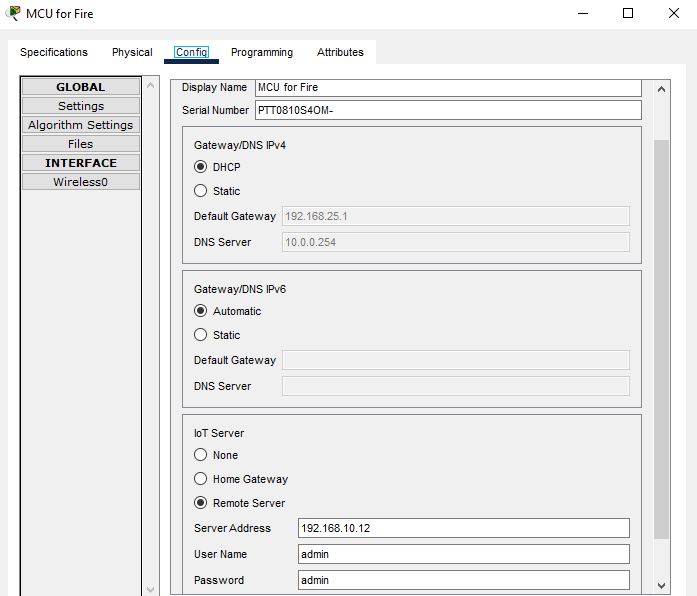 MCU for Fire
Specifications Physical Config Programming Attributes
GLOBAL
Settings
Algorithm Settings
Files
INTERFACE
Wireless0
Display Name MCU for Fire
Serial Number PTT0810S4OM-
Gateway/DNS IPv4
DHCP
Static
Default Gateway 192.168.25.1
DNS Server 10.0.0.254
Gateway/DNS IPv6
Automatic
Static
Default Gateway
DNS Server
IoT Server
None
Home Gateway
Remote Server
Server Address 192.168.10.12
User Name admin
Password admin